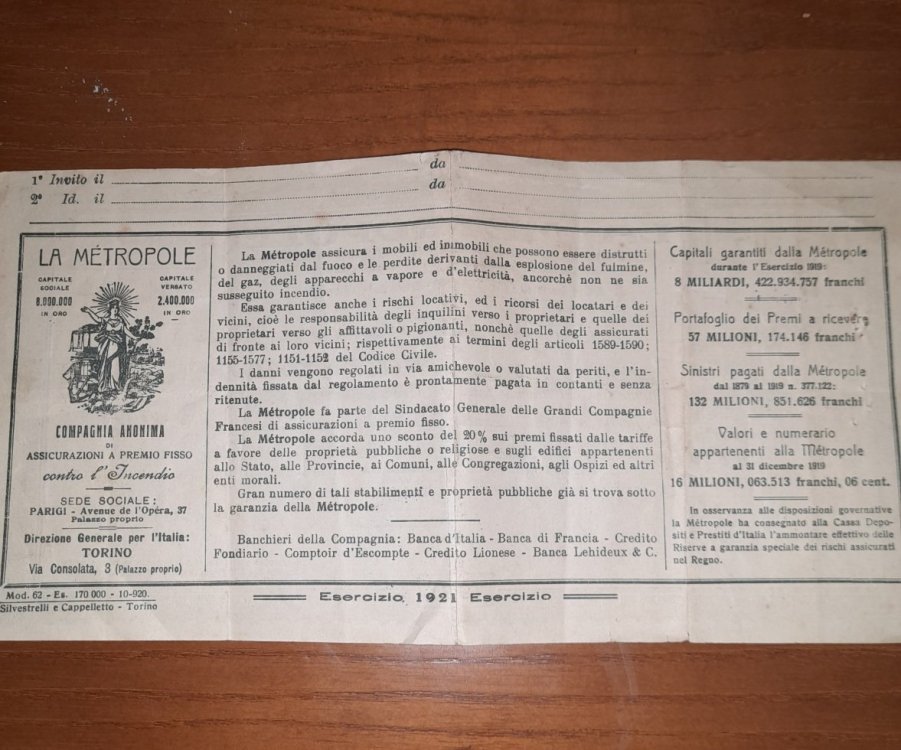 1º Invito il da
2º Id. il da
LA MÉTROPOLE
CAPITALE SOCIALE
8.000.000
IN ORO
CAPITALE VERSATO
2.400.000
IN ORO
COMPAGNIA ANONIMA
DI
ASSICURAZIONI A PREMIO FISSO
contro l'Incendio
SEDE SOCIALE:
PARIGI - Avenue de l'Opéra, 37
Palazzo proprio
Direzione Generale per l'Italia:
TORINO
Via Consolata, 3 (Palazzo proprio)
La Métropole assicura i mobili ed immobili che possono essere distrutti
o danneggiati dal fuoco e le perdite derivanti dalla esplosione del fulmine,
del gaz, degli apparecchi a vapore e d'elettricità, ancorchè non ne sia
susseguito incendio.
Essa garantisce anche i rischi locativi, ed i ricorsi dei locatari e dei
vicini, cioè le responsabilità degli inquilini verso i proprietari e quelle dei
proprietari verso gli affittavoli o pigionanti, nonchè quelle degli assicurati
di fronte ai loro vicini; rispettivamente ai termini degli articoli 1589-1590;
1155-1577; 1151-1152 del Codice Civile.
I danni vengono regolati in via amichevole o valutati da periti, e l'in-
dennità fissata dal regolamento è prontamente pagata in contanti e senza
ritenute.
La Métropole fa parte del Sindacato Generale delle Grandi Compagnie
Francesi di assicurazioni a premio fisso.
La Métropole accorda uno sconto del 20% sui premi fissati dalle tariffe
a favore delle proprietà pubbliche o religiose e sugli edifici appartenenti
allo Stato, alle Provincie, ai Comuni, alle Congregazioni, agli Ospizi ed altri
enti morali.
Gran numero di tali stabilimenti e proprietà pubbliche già si trova sotto
la garanzia della Métropole.
Banchieri della Compagnia: Banca d'Italia - Banca di Francia - Credito
Fondiario - Comptoir d'Escompte - Credito Lionese - Banca Lehideux & C.
Capitali garantiti dalla Métropole
durante l'Esercizio 1919:
8 MILIARDI, 422.934.757 franchi
Portafoglio dei Premi a ricevere
57 MILIONI, 174.146 franchi
Sinistri pagati dalla Métropole
dal 1879 al 1919 n. 377.122:
132 MILIONI, 851.626 franchi
Valori e numerario
appartenenti alla Métropole
al 31 dicembre 1919
16 MILIONI, 063.513 franchi, 06 cent.
In osservanza alle disposizioni governative
la Métropole ha consegnato alla Cassa Depo-
siti e Prestiti d'Italia l'ammontare effettivo delle
Riserve a garanzia speciale dei rischi assicurati
nel Regno.
Mod. 62 - Es. 170 000 - 10-920.
Silvestrelli e Cappelletto - Torino
Esercizio 1921 Esercizio